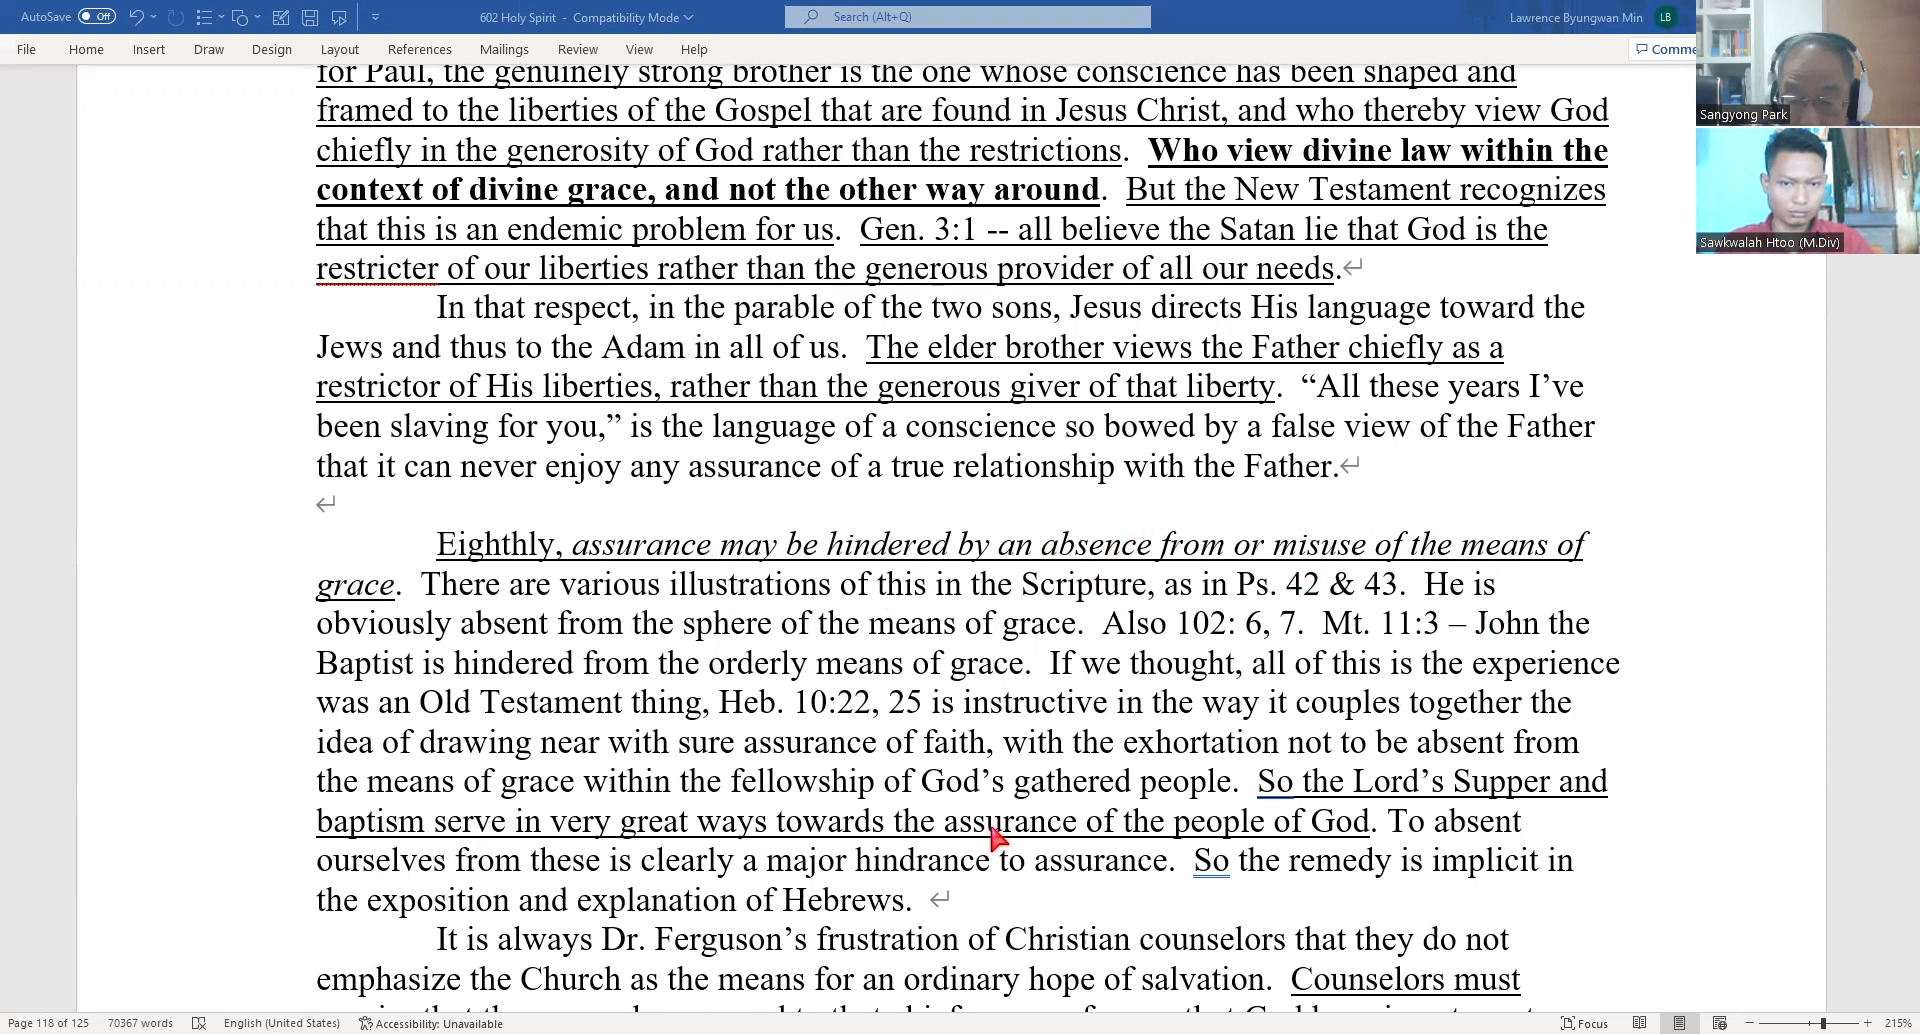 AutoSave Off 602 Holy Spirit - Compatibility Mode Search (Alt+Q) Lawrence Byungwan Min LB
File Home Insert Draw Design Layout References Mailings Review View Help Comme
for Paul, the genuinely strong brother is the one whose conscience has been shaped and
framed to the liberties of the Gospel that are found in Jesus Christ, and who thereby view God
chiefly in the generosity of God rather than the restrictions. Who view divine law within the
context of divine grace, and not the other way around. But the New Testament recognizes
that this is an endemic problem for us. Gen. 3:1 -- all believe the Satan lie that God is the
restricter of our liberties rather than the generous provider of all our needs.
In that respect, in the parable of the two sons, Jesus directs His language toward the
Jews and thus to the Adam in all of us. The elder brother views the Father chiefly as a
restrictor of His liberties, rather than the generous giver of that liberty. “All these years I’ve
been slaving for you,” is the language of a conscience so bowed by a false view of the Father
that it can never enjoy any assurance of a true relationship with the Father.
Eighthly, assurance may be hindered by an absence from or misuse of the means of
grace. There are various illustrations of this in the Scripture, as in Ps. 42 & 43. He is
obviously absent from the sphere of the means of grace. Also 102: 6, 7. Mt. 11:3 – John the
Baptist is hindered from the orderly means of grace. If we thought, all of this is the experience
was an Old Testament thing, Heb. 10:22, 25 is instructive in the way it couples together the
idea of drawing near with sure assurance of faith, with the exhortation not to be absent from
the means of grace within the fellowship of God’s gathered people. So the Lord’s Supper and
baptism serve in very great ways towards the assurance of the people of God. To absent
ourselves from these is clearly a major hindrance to assurance. So the remedy is implicit in
the exposition and explanation of Hebrews.
It is always Dr. Ferguson’s frustration of Christian counselors that they do not
emphasize the Church as the means for an ordinary hope of salvation. Counselors must
Page 118 of 125 70367 words English (United States) Accessibility: Unavailable Focus 215%
Sangyong Park
Sawkwalah Htoo (M.Div)